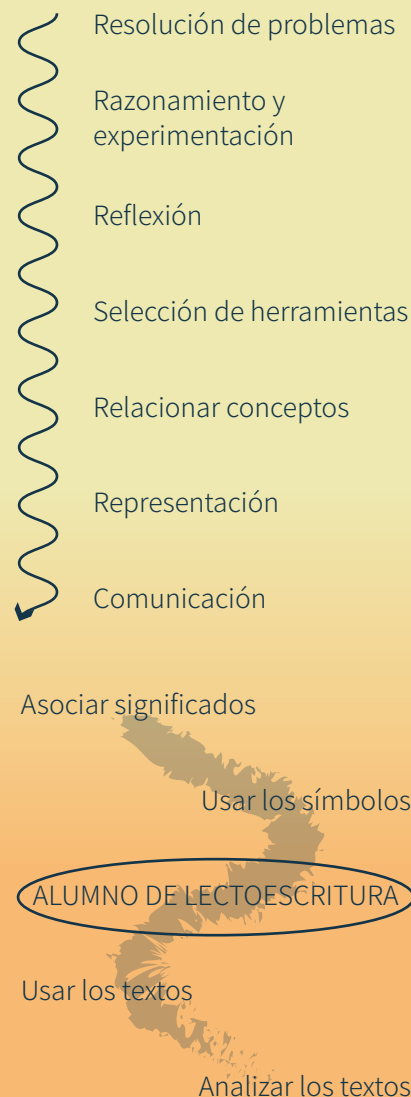 Resolución de problemas
Razonamiento y
experimentación
Reflexión
Selección de herramientas
Relacionar conceptos
Representación
Comunicación
Asociar significados
Usar los símbolos
ALUMNO DE LECTOESCRITURA
Usar los textos
Analizar los textos